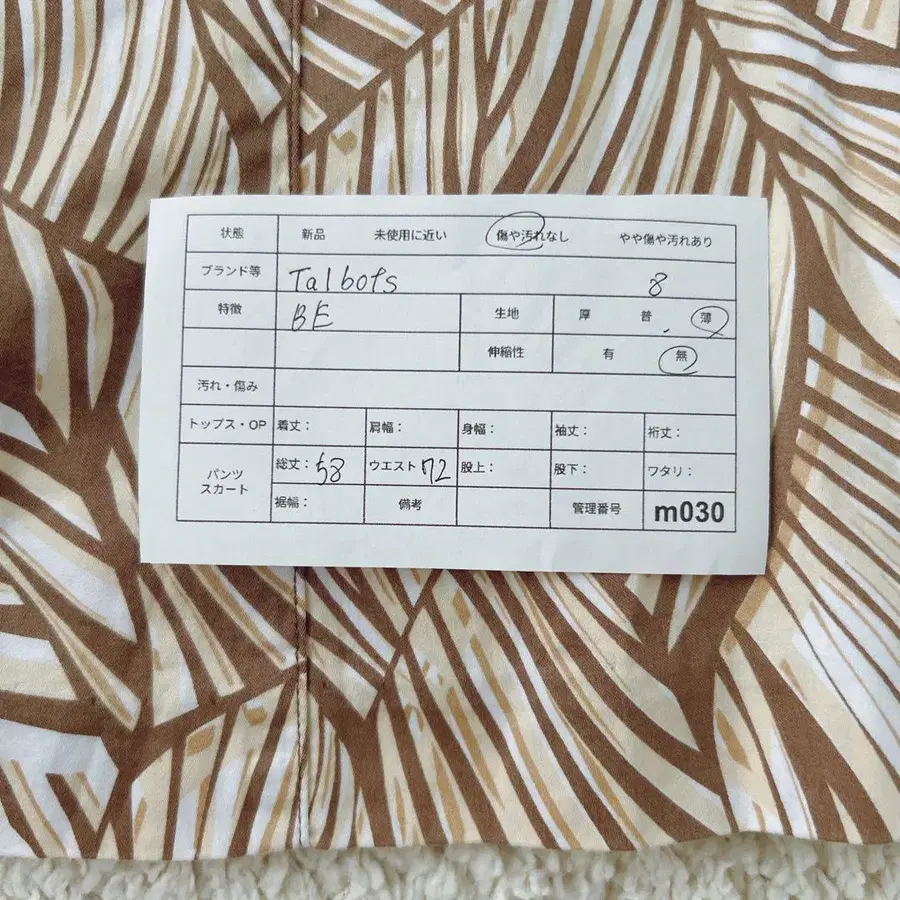 状態 新品 未使用に近い 傷や汚れなし やや傷や汚れあり
ブランド等 Talbots 8
特徴 BE 生地 厚 普 薄
伸縮性 有 無
汚れ・傷み
トップス・OP 着丈: 肩幅: 身幅: 袖丈: 裄丈:
パンツ スカート 総丈: 58 ウエスト 72 股上: 股下: ワタリ:
裾幅: 備考 管理番号 m030